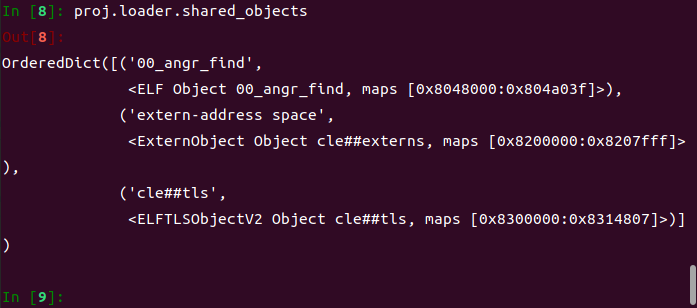 In [8]: proj.loader.shared_objects
Out[8]:
OrderedDict([('00_angr_find',
<ELF Object 00_angr_find, maps [0x8048000:0x804a03f]>),
('extern-address space',
<ExternObject Object cle##externs, maps [0x8200000:0x8207fff]>
),
('cle##tls',
<ELFTLSObjectV2 Object cle##tls, maps [0x8300000:0x8314807]>)]
)
In [9]: